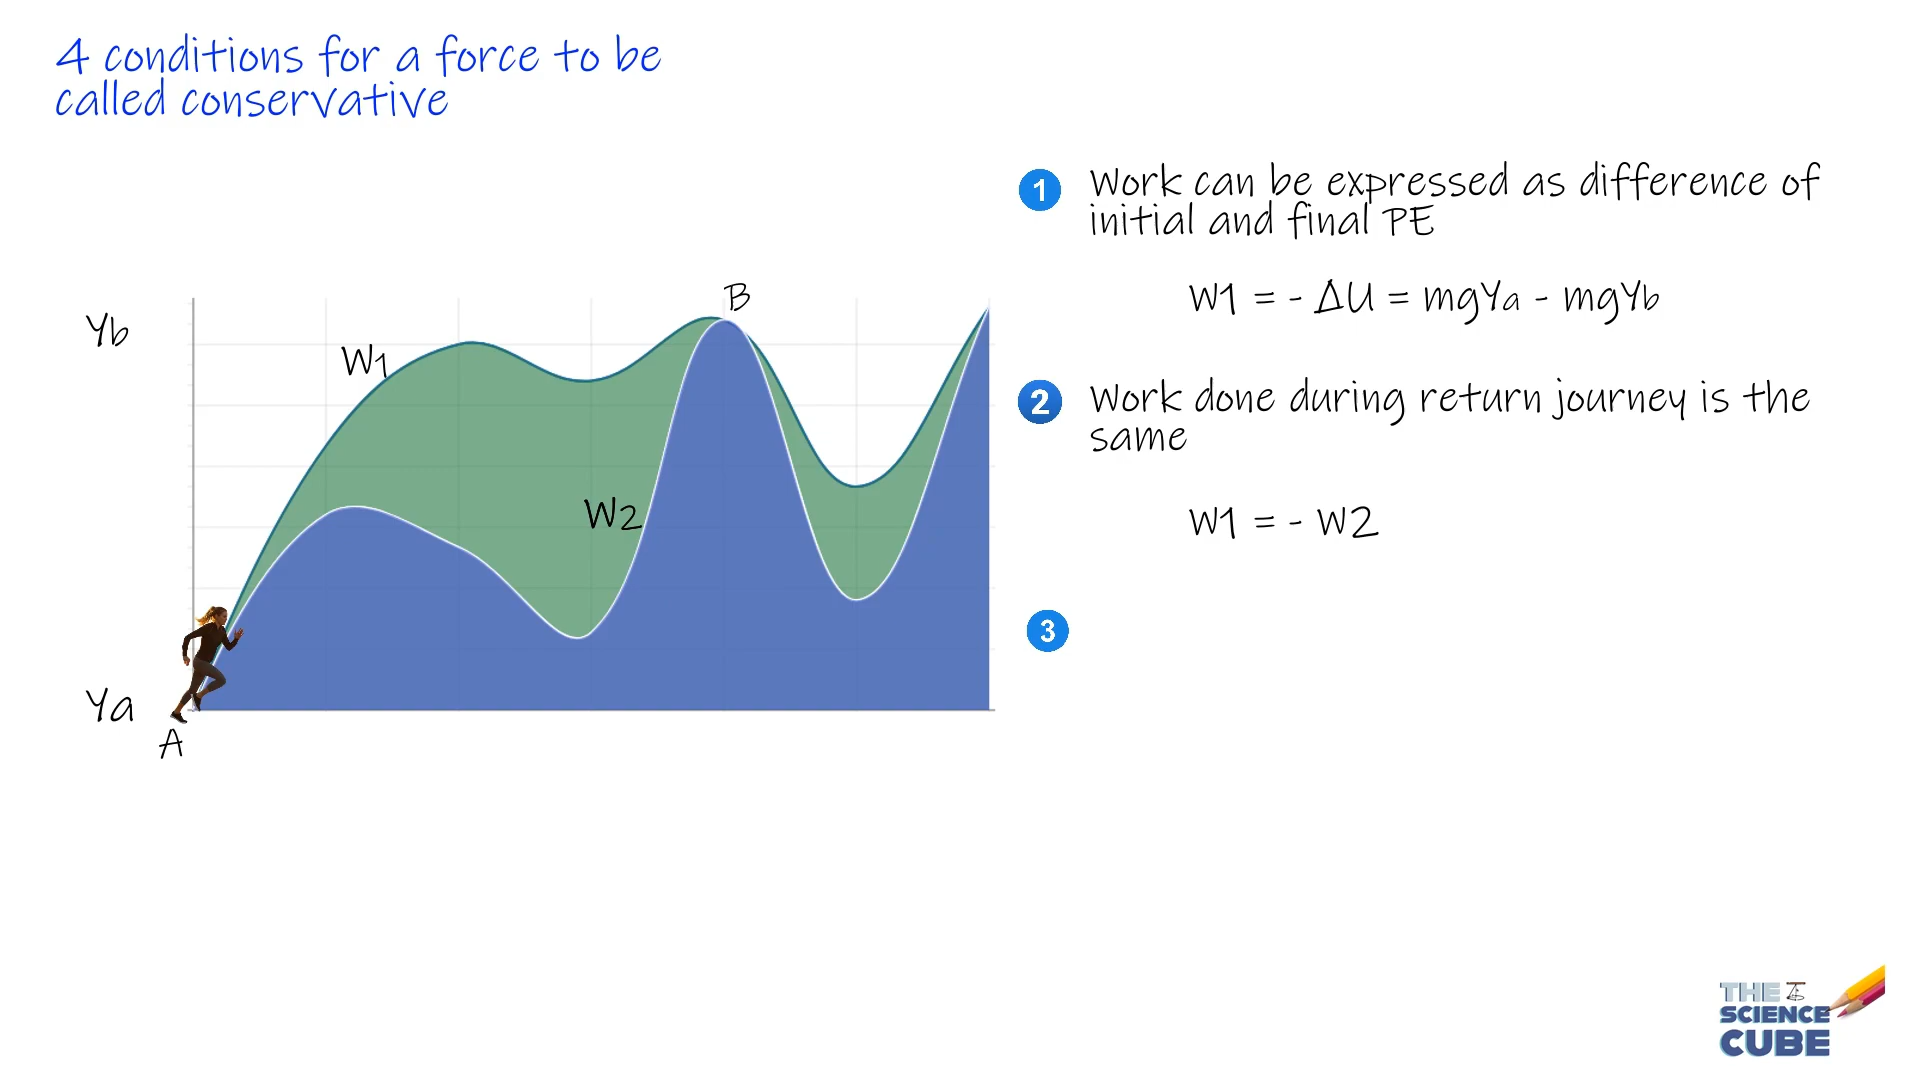 4 conditions for a force to be
called conservative
1 Work can be expressed as difference of
initial and final PE
W1 = - ΔU = mgYa - mgYb
2 Work done during return journey is the
same
W1 = - W2
3
Yb
W1
B
W2
Ya
A
THE
SCIENCE
CUBE